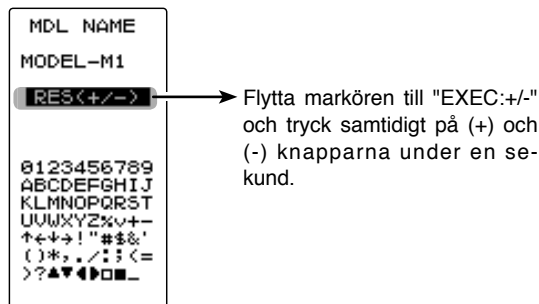 MDL NAME
MODEL-M1
RES(+/-)
Flytta markören till "EXEC:+/-"
och tryck samtidigt på (+) och
(-) knapparna under en se-
kund.
0123456789
ABCDEFGHIJ
KLMNOPQRST
UVWXYZ%v+-
↑←↓→!"#$&'
()*,./:;<=
>?▲▼◀▶□■_